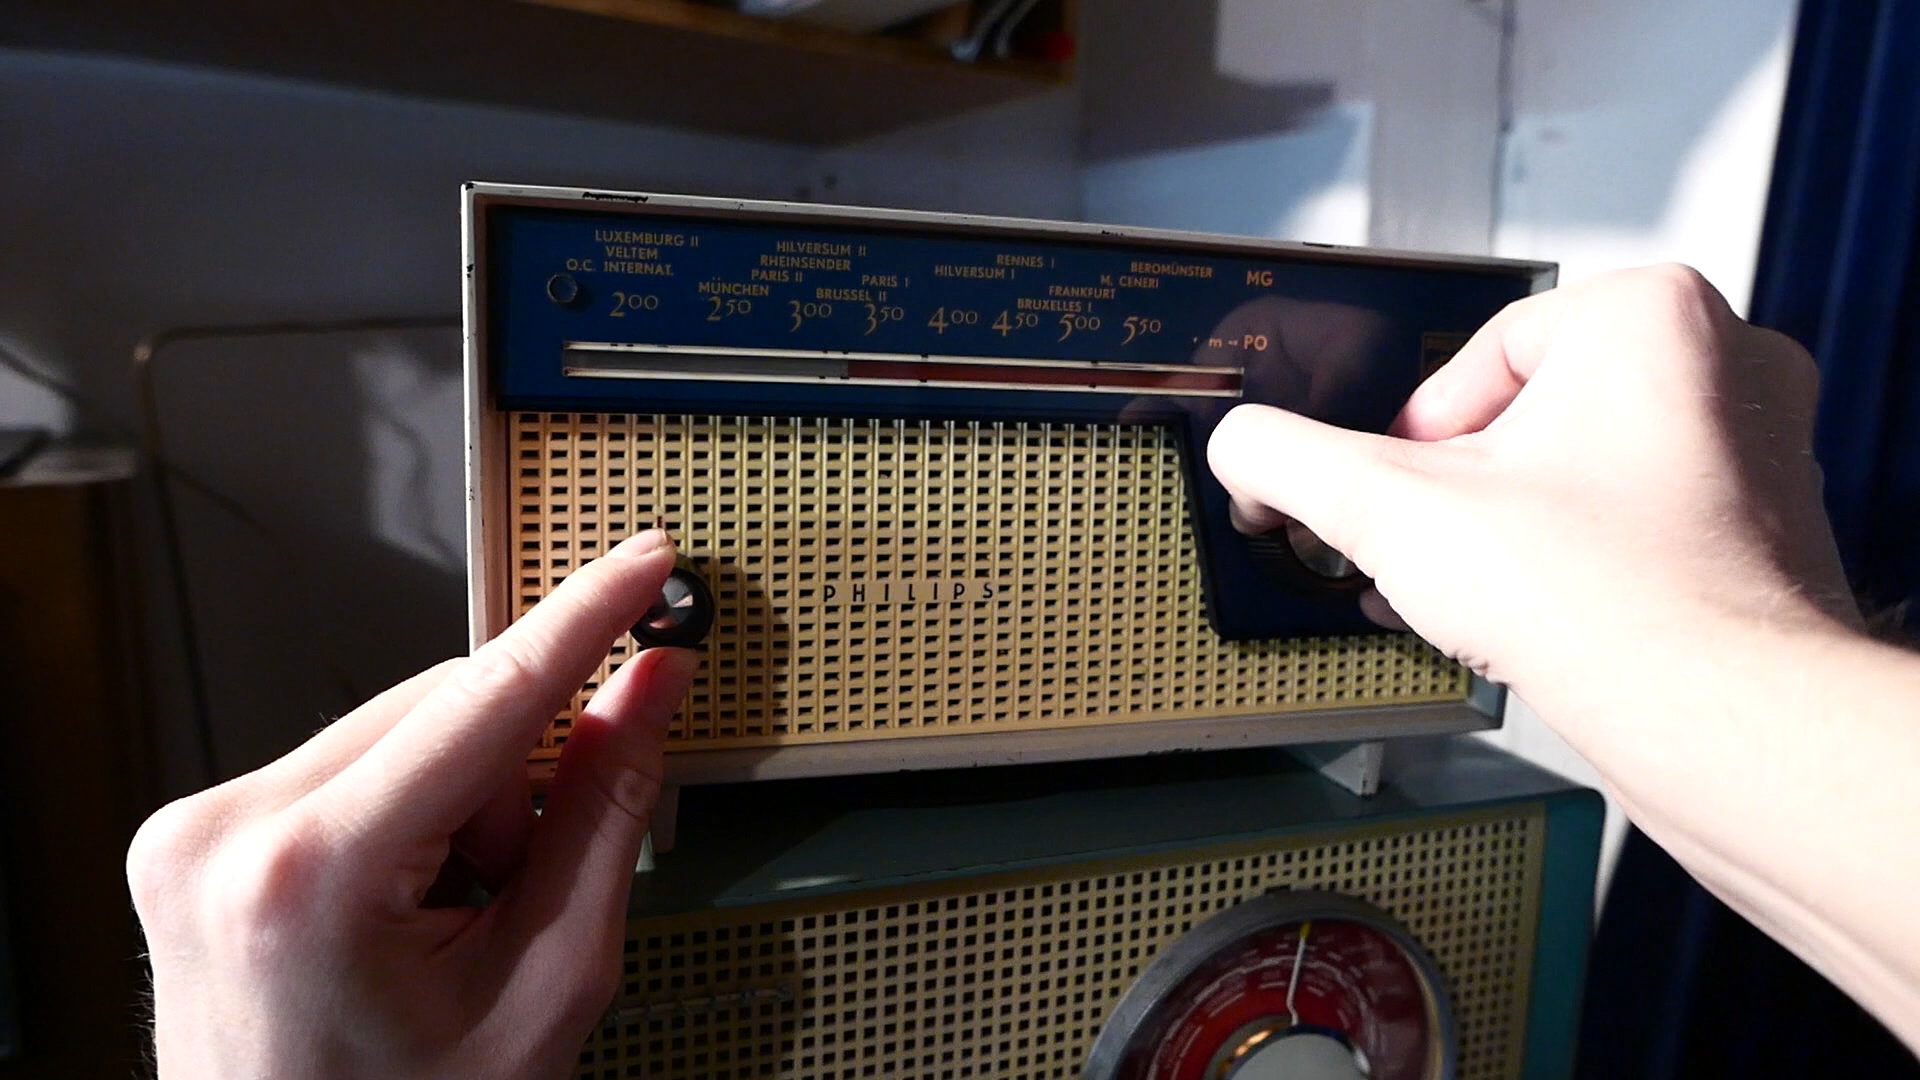 LUXEMBURG II
VELTEM
O.C. INTERNAT.
HILVERSUM II
RHEINSENDER
PARIS II
MÜNCHEN
BRUSSEL II
PARIS I
RENNES I
HILVERSUM I
BEROMÜNSTER
M. CENERI
FRANKFURT
BRUXELLES I
MG
200 250 300 350 400 450 500 550
m - PO
PHILIPS